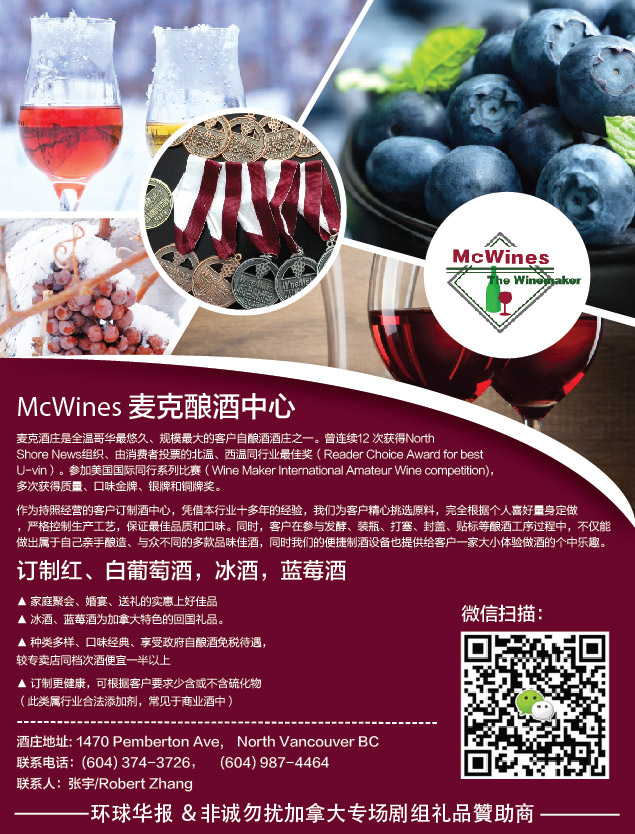 McWines
The Winemaker
McWines 麦克酿酒中心
麦克酒庄是全温哥华最悠久、规模最大的客户自酿酒酒庄之一。曾连续12 次获得North
Shore News组织、由消费者投票的北温、西温同行业最佳奖（Reader Choice Award for best
U-vin）。参加美国国际同行系列比赛（Wine Maker International Amateur Wine competition),
多次获得质量、口味金牌、银牌和铜牌奖。
作为持照经营的客户订制酒中心，凭借本行业十多年的经验，我们为客户精心挑选原料，完全根据个人喜好量身定做
，严格控制生产工艺，保证最佳品质和口味。同时，客户在参与发酵、装瓶、打塞、封盖、贴标等酿酒工序过程中，不仅能
做出属于自己亲手酿造、与众不同的多款品味佳酒，同时我们的便捷制酒设备也提供给客户一家大小体验做酒的个中乐趣。
订制红、白葡萄酒，冰酒，蓝莓酒
▲ 家庭聚会、婚宴、送礼的实惠上好佳品
▲ 冰酒、蓝莓酒为加拿大特色的回国礼品。
▲ 种类多样、口味经典、享受政府自酿酒免税待遇，
较专卖店同档次酒便宜一半以上
▲ 订制更健康，可根据客户要求少含或不含硫化物
（此类属行业合法添加剂，常见于商业酒中）
微信扫描：
酒庄地址: 1470 Pemberton Ave， North Vancouver BC
联系电话：(604) 374-3726， (604) 987-4464
联系人：张宇/Robert Zhang
环球华报 ＆非诚勿扰加拿大专场剧组礼品赞助商